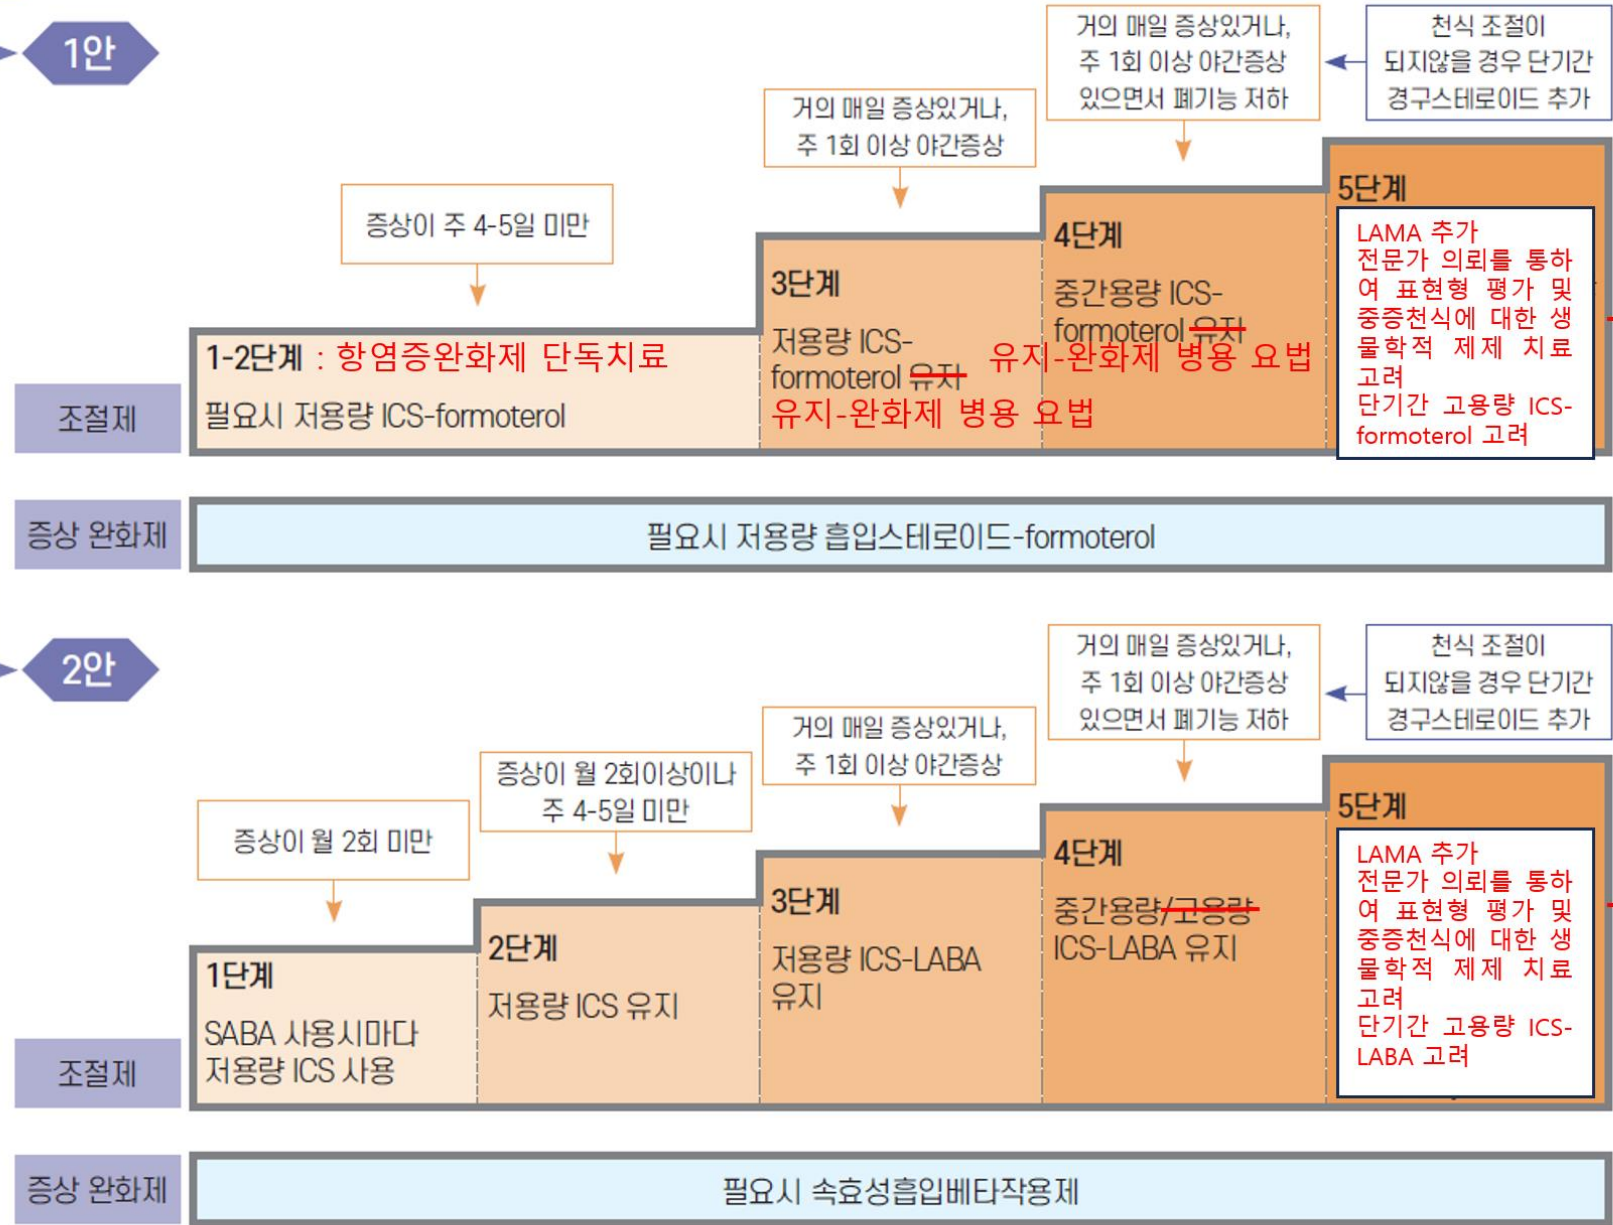 1안
거의 매일 증상있거나,
주 1회 이상 야간증상
있으면서 폐기능 저하
천식 조절이
되지않을 경우 단기간
경구스테로이드 추가
거의 매일 증상있거나,
주 1회 이상 야간증상
증상이 주 4-5일 미만
조절제
1-2단계 : 항염증완화제 단독치료
필요시 저용량 ICS-formoterol
3단계
저용량 ICS-
formoterol 유지
유지-완화제 병용 요법
4단계
중간용량 ICS-
formoterol 유지
유지-완화제 병용 요법
5단계
LAMA 추가
전문가 의뢰를 통하
여 표현형 평가 및
중증천식에 대한 생
물학적 제제 치료
고려
단기간 고용량 ICS-
formoterol 고려
증상 완화제
필요시 저용량 흡입스테로이드-formoterol
2안
거의 매일 증상있거나,
주 1회 이상 야간증상
있으면서 폐기능 저하
천식 조절이
되지않을 경우 단기간
경구스테로이드 추가
거의 매일 증상있거나,
주 1회 이상 야간증상
증상이 월 2회이상이나
주 4-5일 미만
증상이 월 2회 미만
조절제
1단계
SABA 사용시마다
저용량 ICS 사용
2단계
저용량 ICS 유지
3단계
저용량 ICS-LABA
유지
4단계
중간용량/고용량
ICS-LABA 유지
5단계
LAMA 추가
전문가 의뢰를 통하
여 표현형 평가 및
중증천식에 대한 생
물학적 제제 치료
고려
단기간 고용량 ICS-
LABA 고려
증상 완화제
필요시 속효성흡입베타작용제